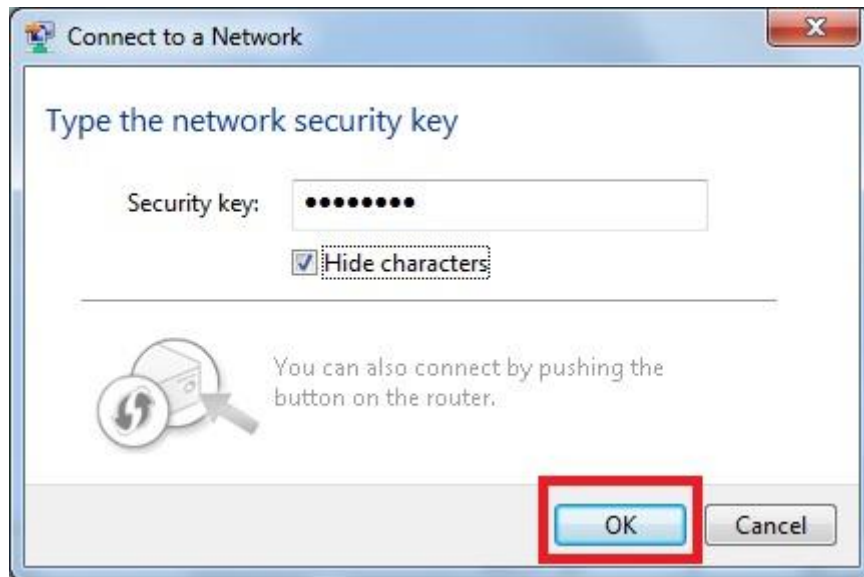 Connect to a Network
Type the network security key
Security key: ••••••••
Hide characters
You can also connect by pushing the
button on the router.
OK Cancel